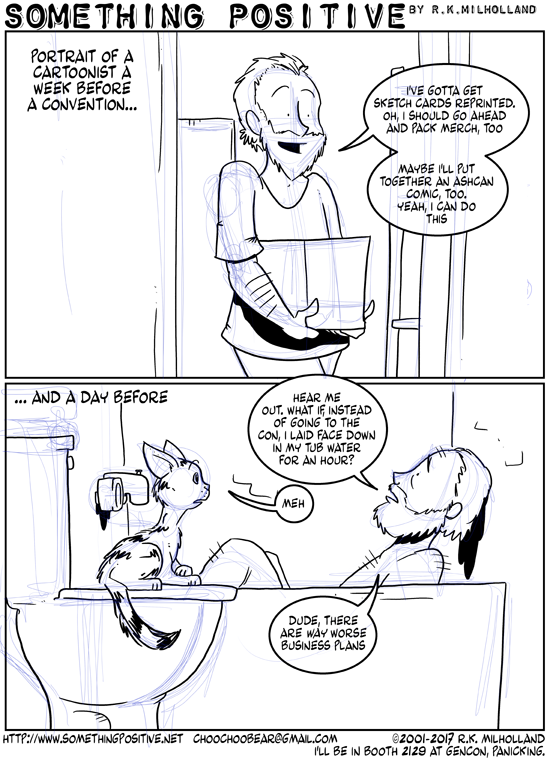 SOMETHING POSITIVE BY R.K.MILHOLLAND
PORTRAIT OF A
CARTOONIST A
WEEK BEFORE
A CONVENTION...
I'VE GOTTA GET
SKETCH CARDS REPRINTED.
OH, I SHOULD GO AHEAD
AND PACK MERCH, TOO
MAYBE I'LL PUT
TOGETHER AN ASHCAN
COMIC, TOO.
YEAH, I CAN DO
THIS
... AND A DAY BEFORE
HEAR ME
OUT. WHAT IF, INSTEAD
OF GOING TO THE
CON, I LAID FACE DOWN
IN MY TUB WATER
FOR AN HOUR?
MEH
DUDE, THERE
ARE WAY WORSE
BUSINESS PLANS
HTTP://WWW.SOMETHINGPOSITIVE.NET CHOOCHOOBEAR@GMAIL.COM ©2001-2017 R.K. MILHOLLAND
I'LL BE IN BOOTH 2129 AT GENCON, PANICKING.